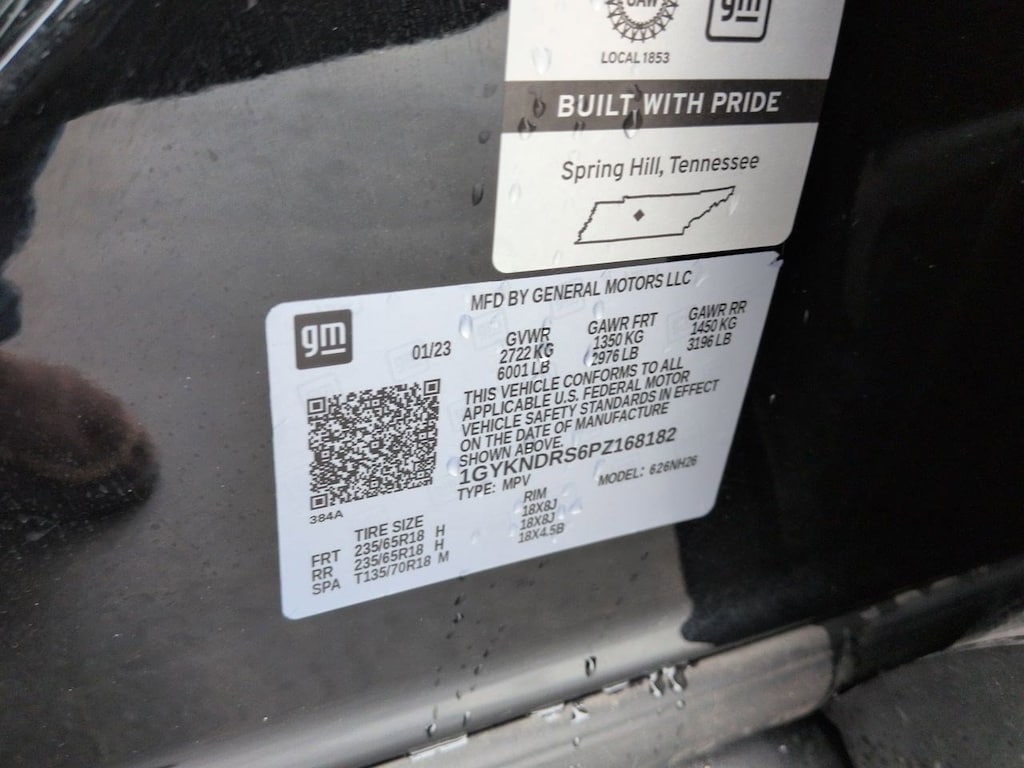 UAW
gm
LOCAL 1853
BUILT WITH PRIDE
Spring Hill, Tennessee
MFD BY GENERAL MOTORS LLC
gm
01/23
GVWR
2722 KG
6001 LB
GAWR FRT
1350 KG
2976 LB
GAWR RR
1450 KG
3196 LB
THIS VEHICLE CONFORMS TO ALL
APPLICABLE U.S. FEDERAL MOTOR
VEHICLE SAFETY STANDARDS IN EFFECT
ON THE DATE OF MANUFACTURE
SHOWN ABOVE.
1GYKNDRS6PZ168182
TYPE: MPV
MODEL: 626NH26
384A
TIRE SIZE
RIM
FRT 235/65R18 H 18X8J
RR 235/65R18 H 18X8J
SPA T135/70R18 M 18X4.5B